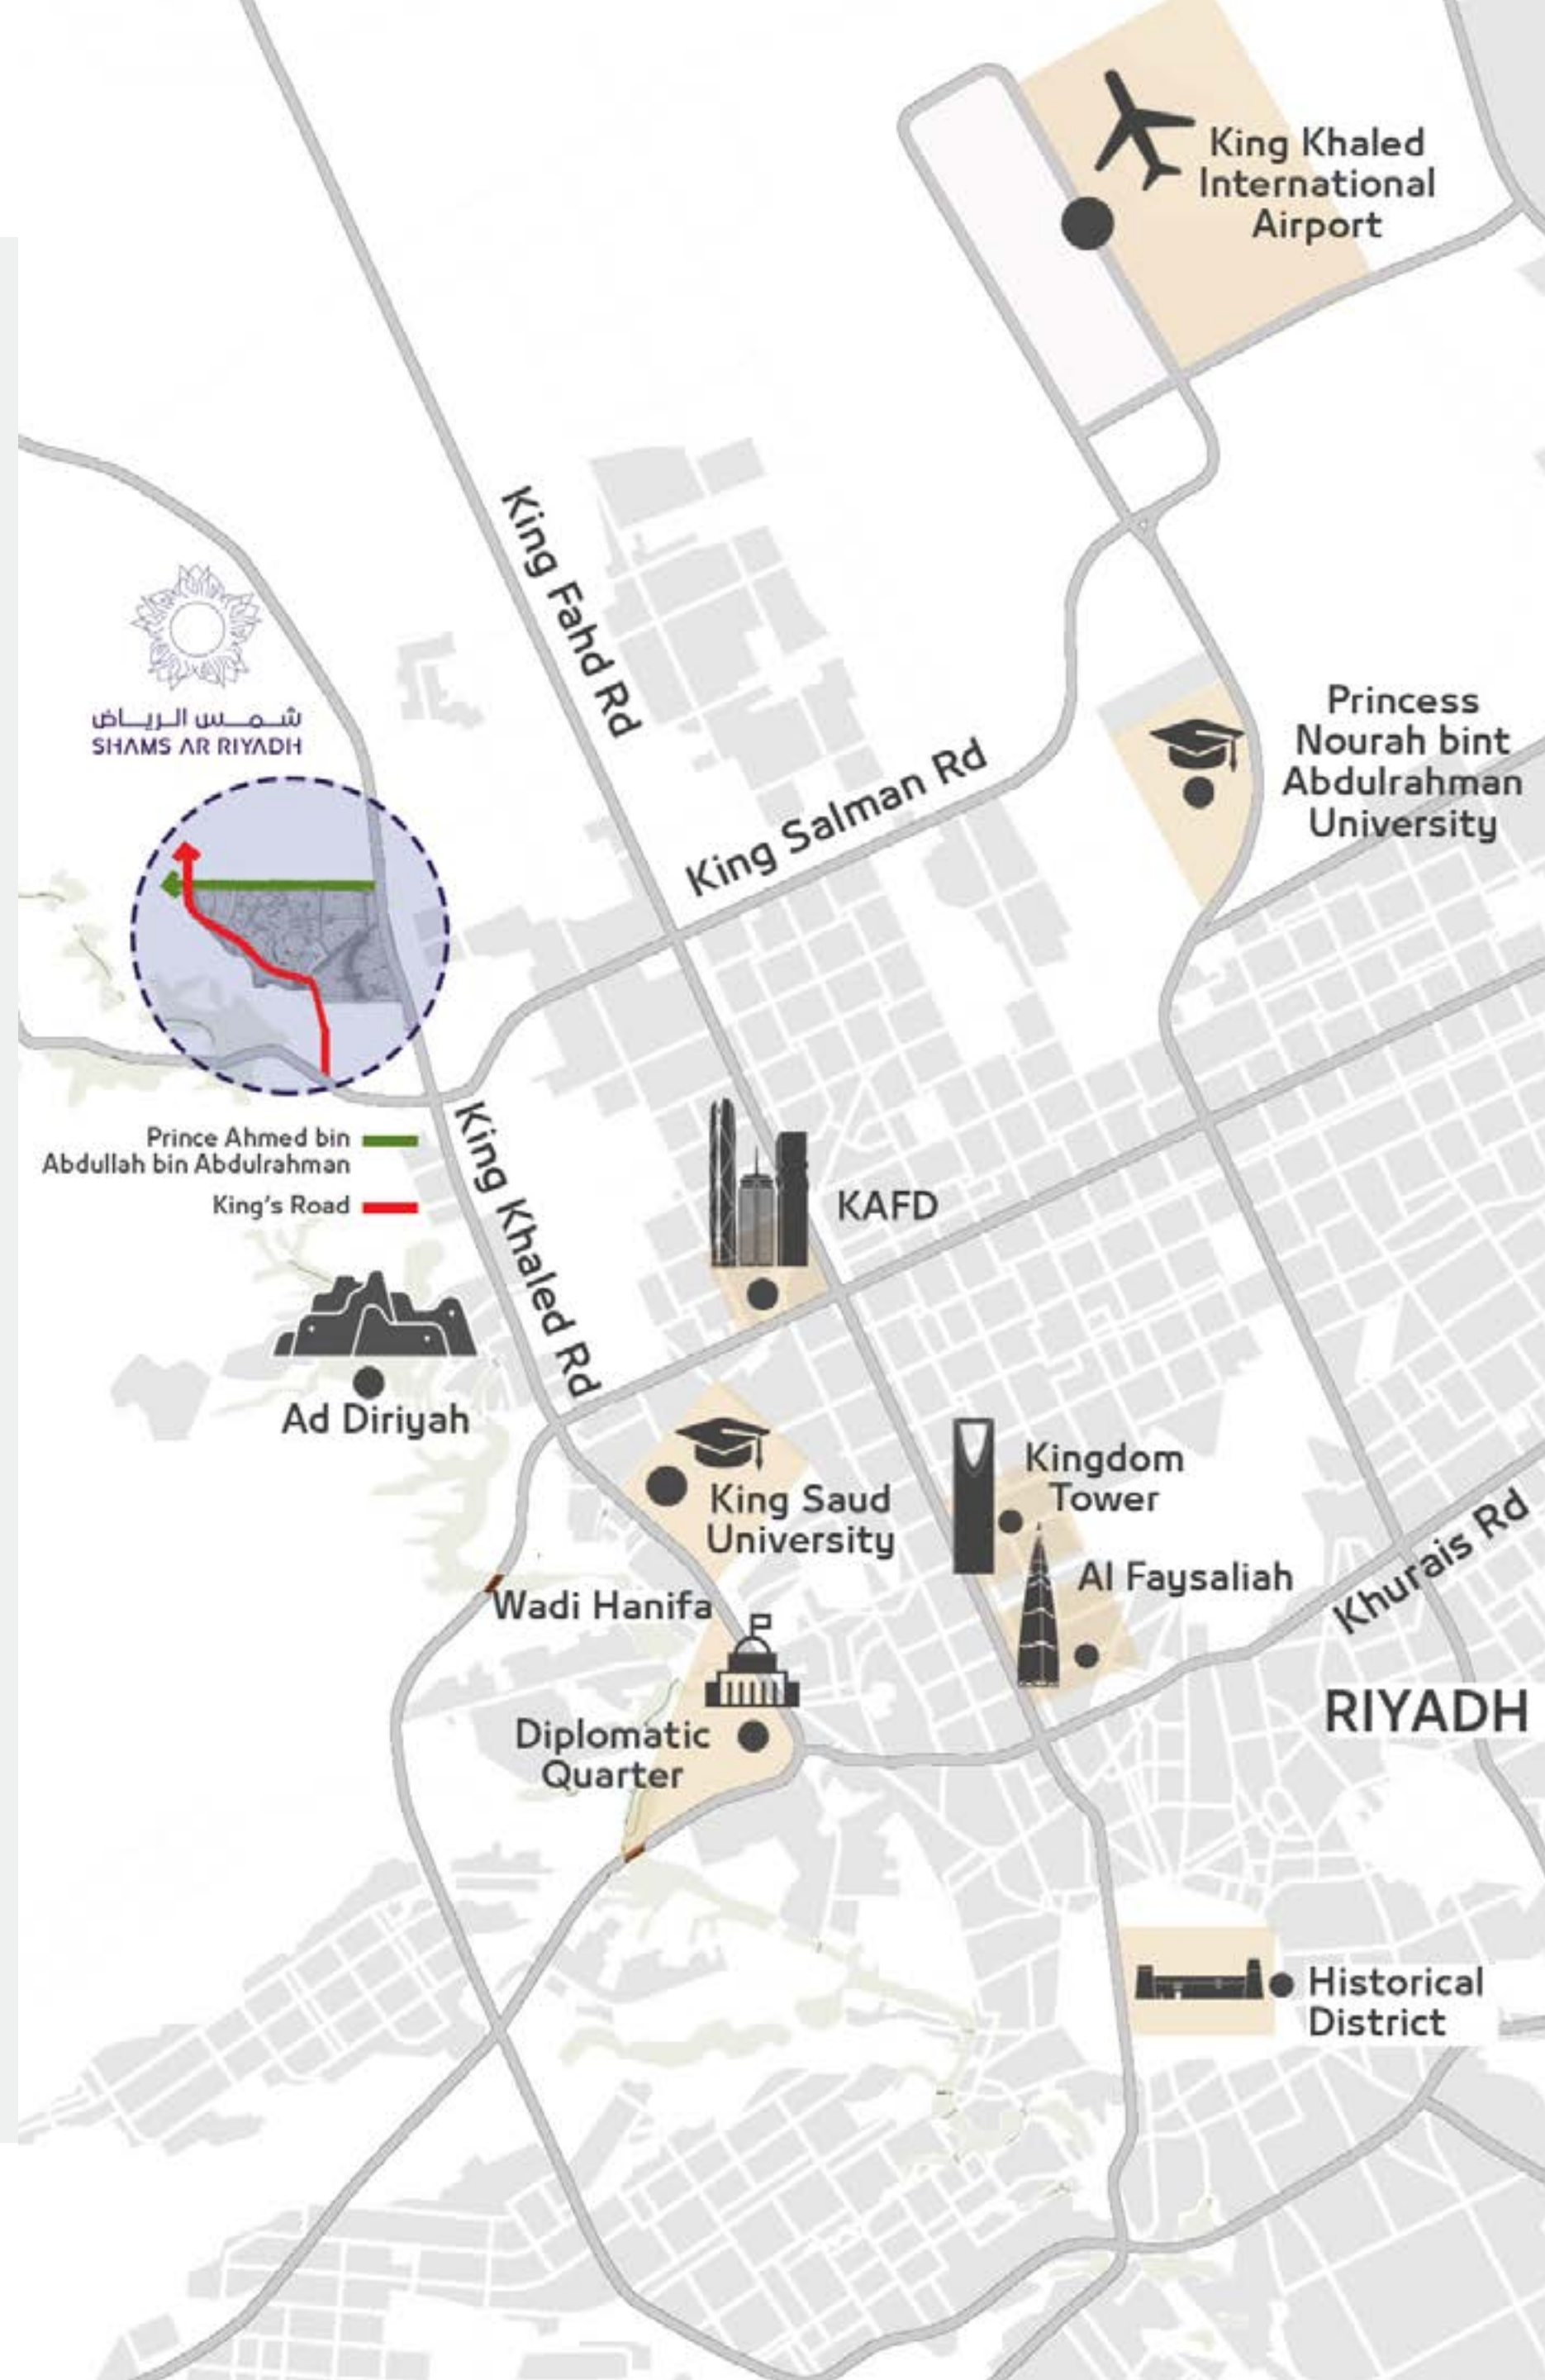 King Khaled
International
Airport
King Fahd Rd
شمس الرياض
SHAMS AR RIYADH
Princess
Nourah bint
Abdulrahman
University
King Salman Rd
Prince Ahmed bin
Abdullah bin Abdulrahman
King's Road
King Khaled Rd
KAFD
Ad Diriyah
King Saud
University
Kingdom
Tower
Al Faysaliah
Khurais Rd
Wadi Hanifa
Diplomatic
Quarter
RIYADH
Historical
District